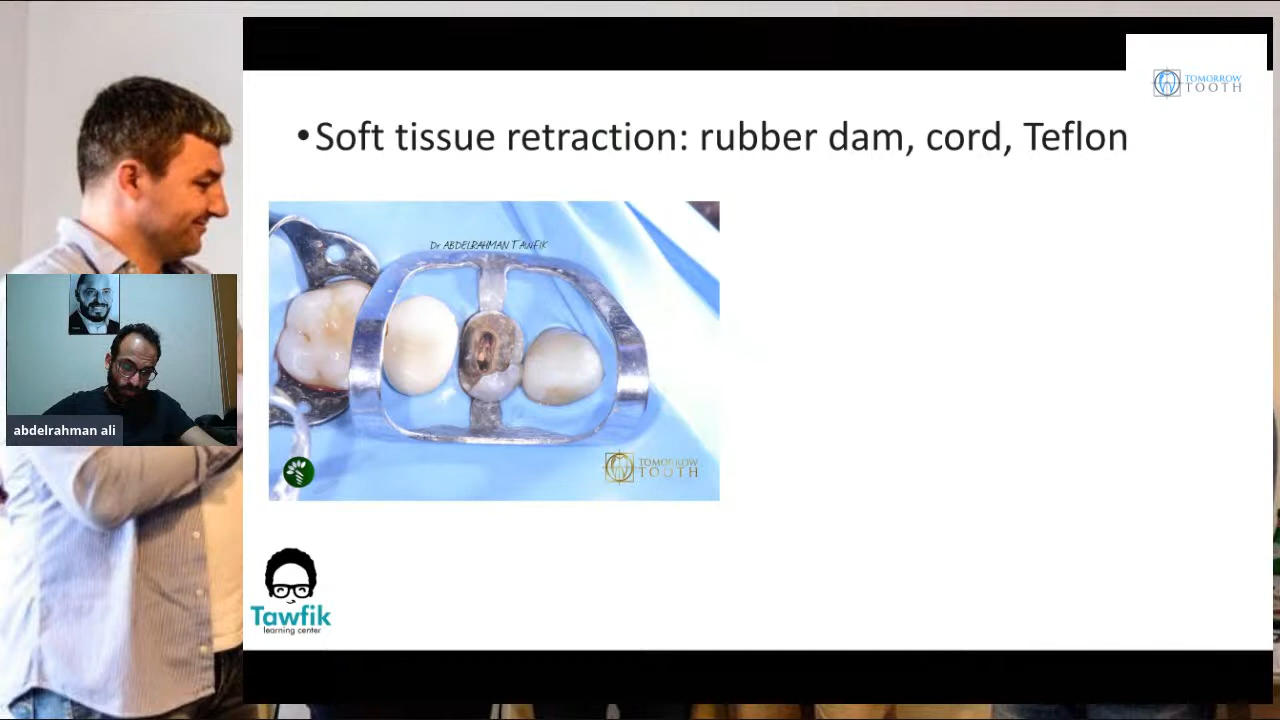 TOMORROW
TOOTH
•Soft tissue retraction: rubber dam, cord, Teflon
Dr ABDELRAHMAN TAWFIK
abdelrahman ali
TOMORROW
TOOTH
Tawfik
learning center